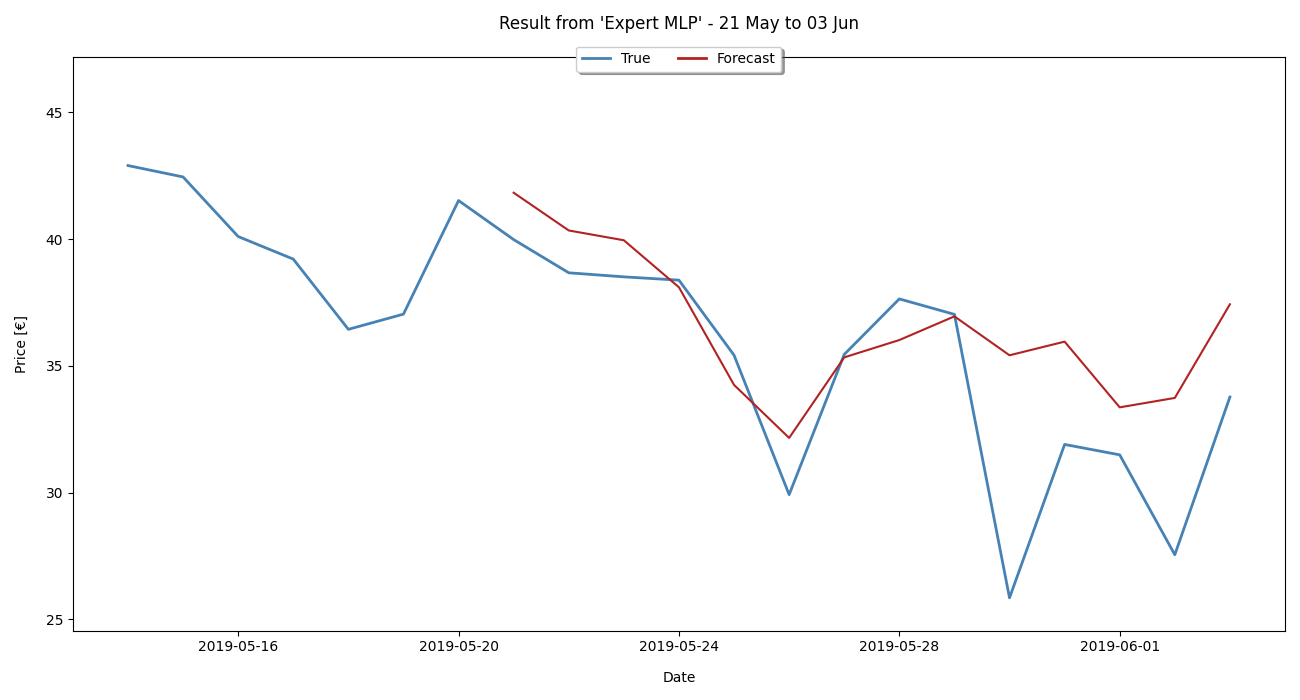 Result from 'Expert MLP' - 21 May to 03 Jun
True Forecast
45
40
35
30
25
Price [€]
2019-05-16 2019-05-20 2019-05-24 2019-05-28 2019-06-01
Date